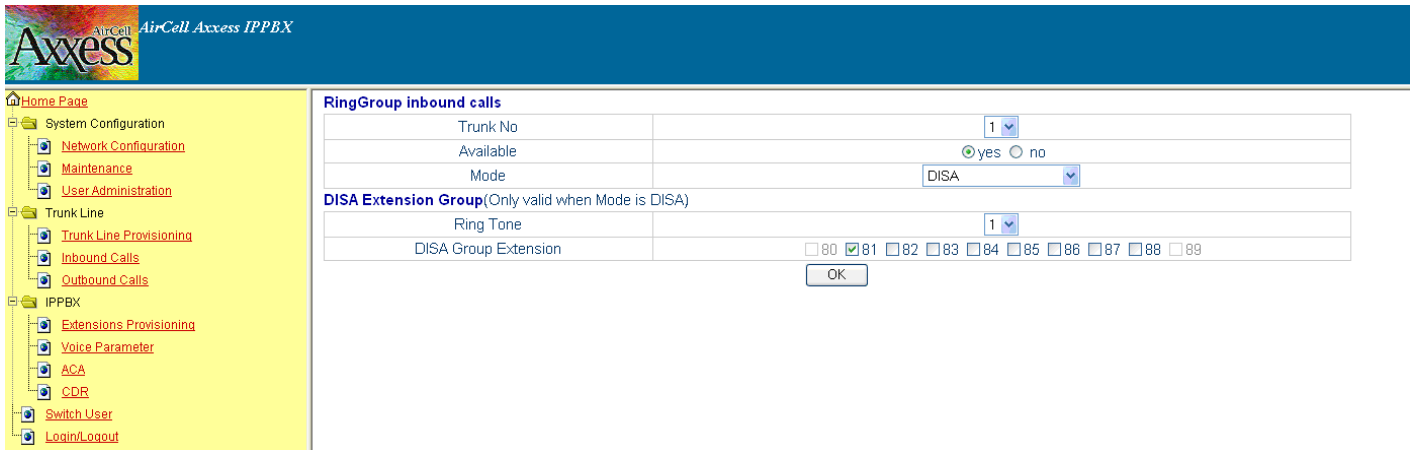 AirCell
Axxess
AirCell Axxess IPPBX
Home Page
System Configuration
Network Configuration
Maintenance
User Administration
Trunk Line
Trunk Line Provisioning
Inbound Calls
Outbound Calls
IPPBX
Extensions Provisioning
Voice Parameter
ACA
CDR
Switch User
Login/Logout
RingGroup inbound calls
Trunk No 1
Available yes no
Mode DISA
DISA Extension Group(Only valid when Mode is DISA)
Ring Tone 1
DISA Group Extension 80 81 82 83 84 85 86 87 88 89
OK